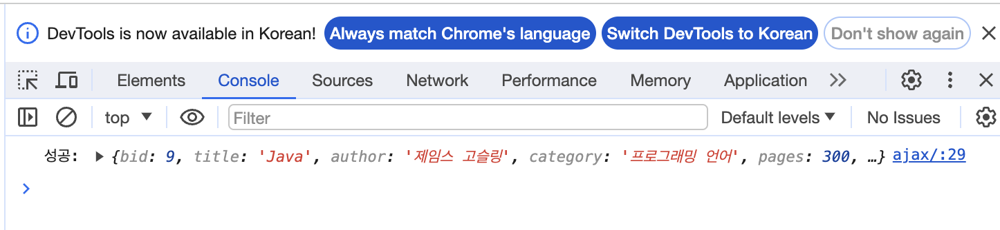 DevTools is now available in Korean! Always match Chrome's language Switch DevTools to Korean Don't show again
Elements Console Sources Network Performance Memory Application
top Filter Default levels No Issues
성공: {bid: 9, title: 'Java', author: '제임스 고슬링', category: '프로그래밍 언어', pages: 300, …} ajax/:29